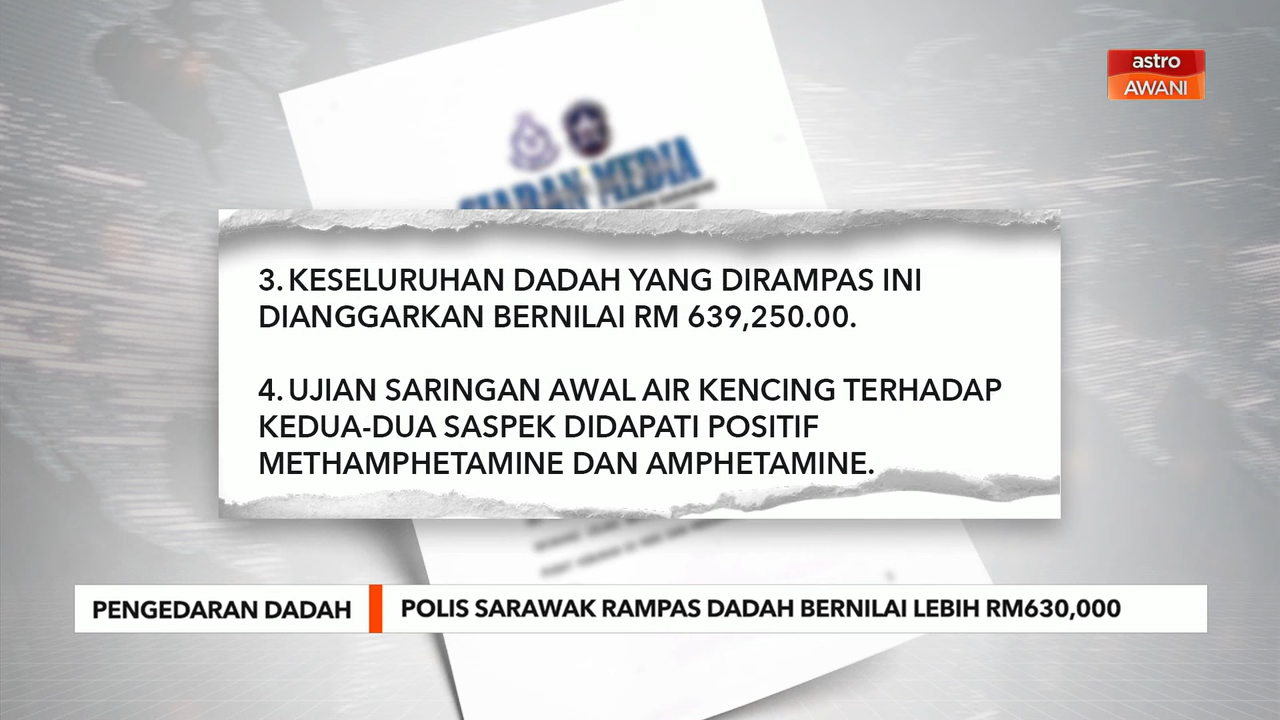 astro
AWANI
SIARAN MEDIA
3. KESELURUHAN DADAH YANG DIRAMPAS INI
DIANGGARKAN BERNILAI RM 639,250.00.
4. UJIAN SARINGAN AWAL AIR KENCING TERHADAP
KEDUA-DUA SASPEK DIDAPATI POSITIF
METHAMPHETAMINE DAN AMPHETAMINE.
PENGEDARAN DADAH
POLIS SARAWAK RAMPAS DADAH BERNILAI LEBIH RM630,000